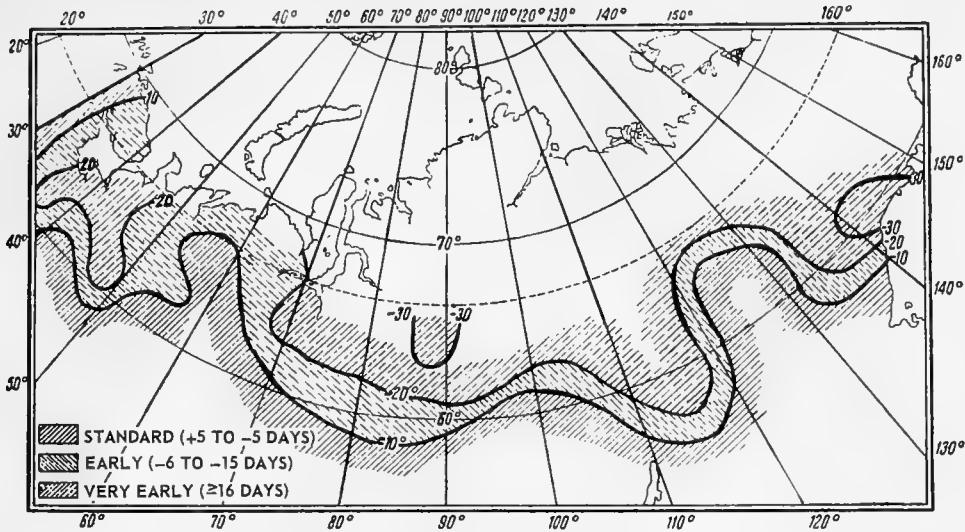 20° 30° 40° 50° 60° 70° 80° 90° 100° 110° 120° 130° 140° 150° 160°
20° 80° 160°
30° -10 150°
-20 -30
40° -20 70° -30 140°
-20
-10
-30 -30
50° -20° 60° 130°
-10°
STANDARD (+5 TO -5 DAYS)
EARLY (-6 TO -15 DAYS)
VERY EARLY (≥16 DAYS)
60° 70° 80° 90° 100° 110° 120°